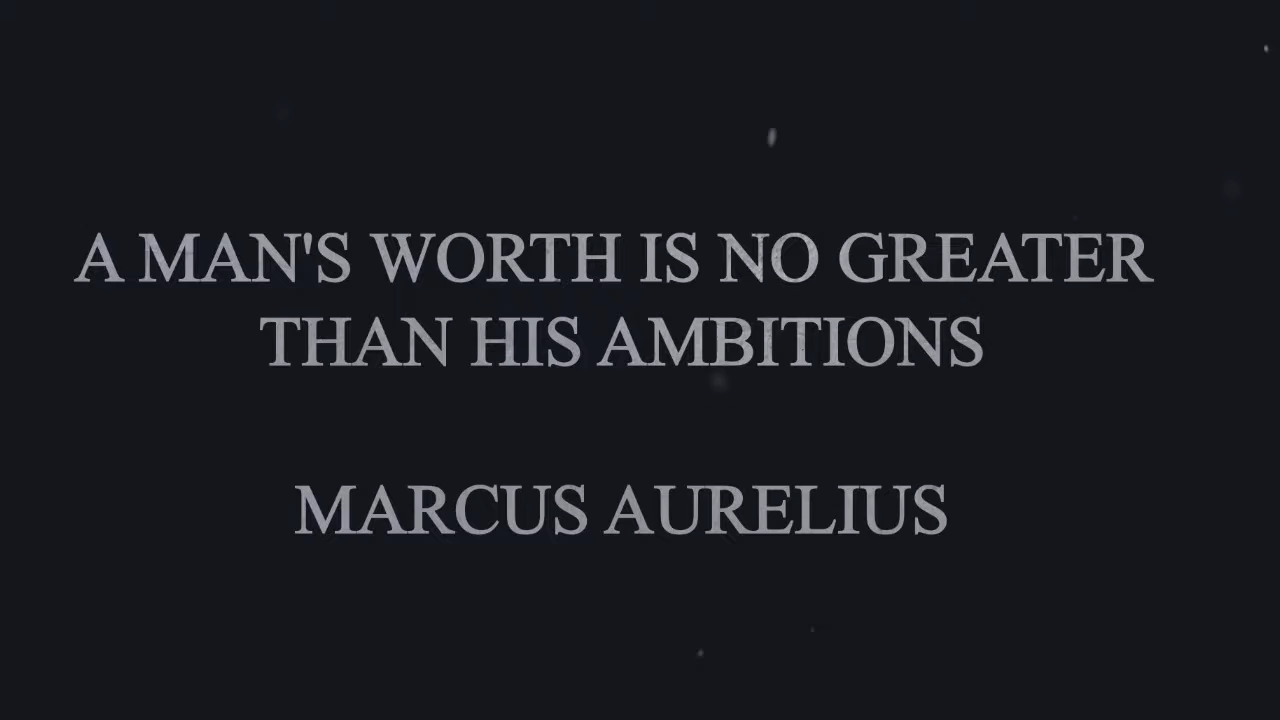 A MAN'S WORTH IS NO GREATER
THAN HIS AMBITIONS
MARCUS AURELIUS